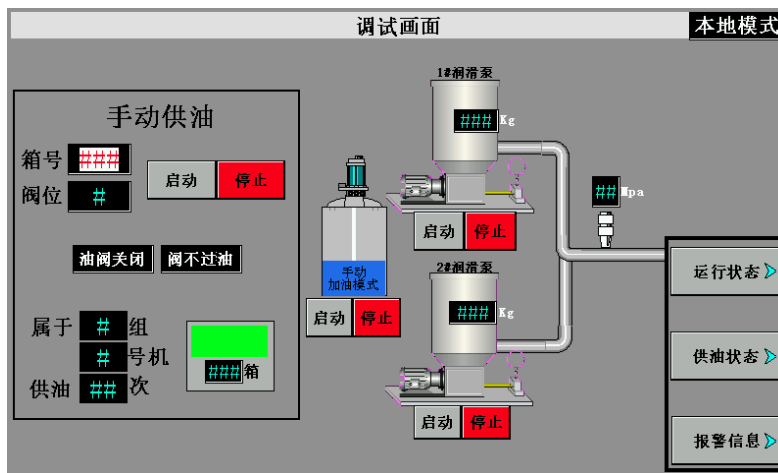 调试画面
本地模式
手动供油
箱号 ###
阀位 #
启动 停止
油阀关闭 阀不过油
属于 # 组
# 号机
供油 ## 次
###箱
手动
加油模式
启动 停止
1#润滑泵
### Kg
启动 停止
2#润滑泵
### Kg
启动 停止
## Mpa
运行状态
供油状态
报警信息